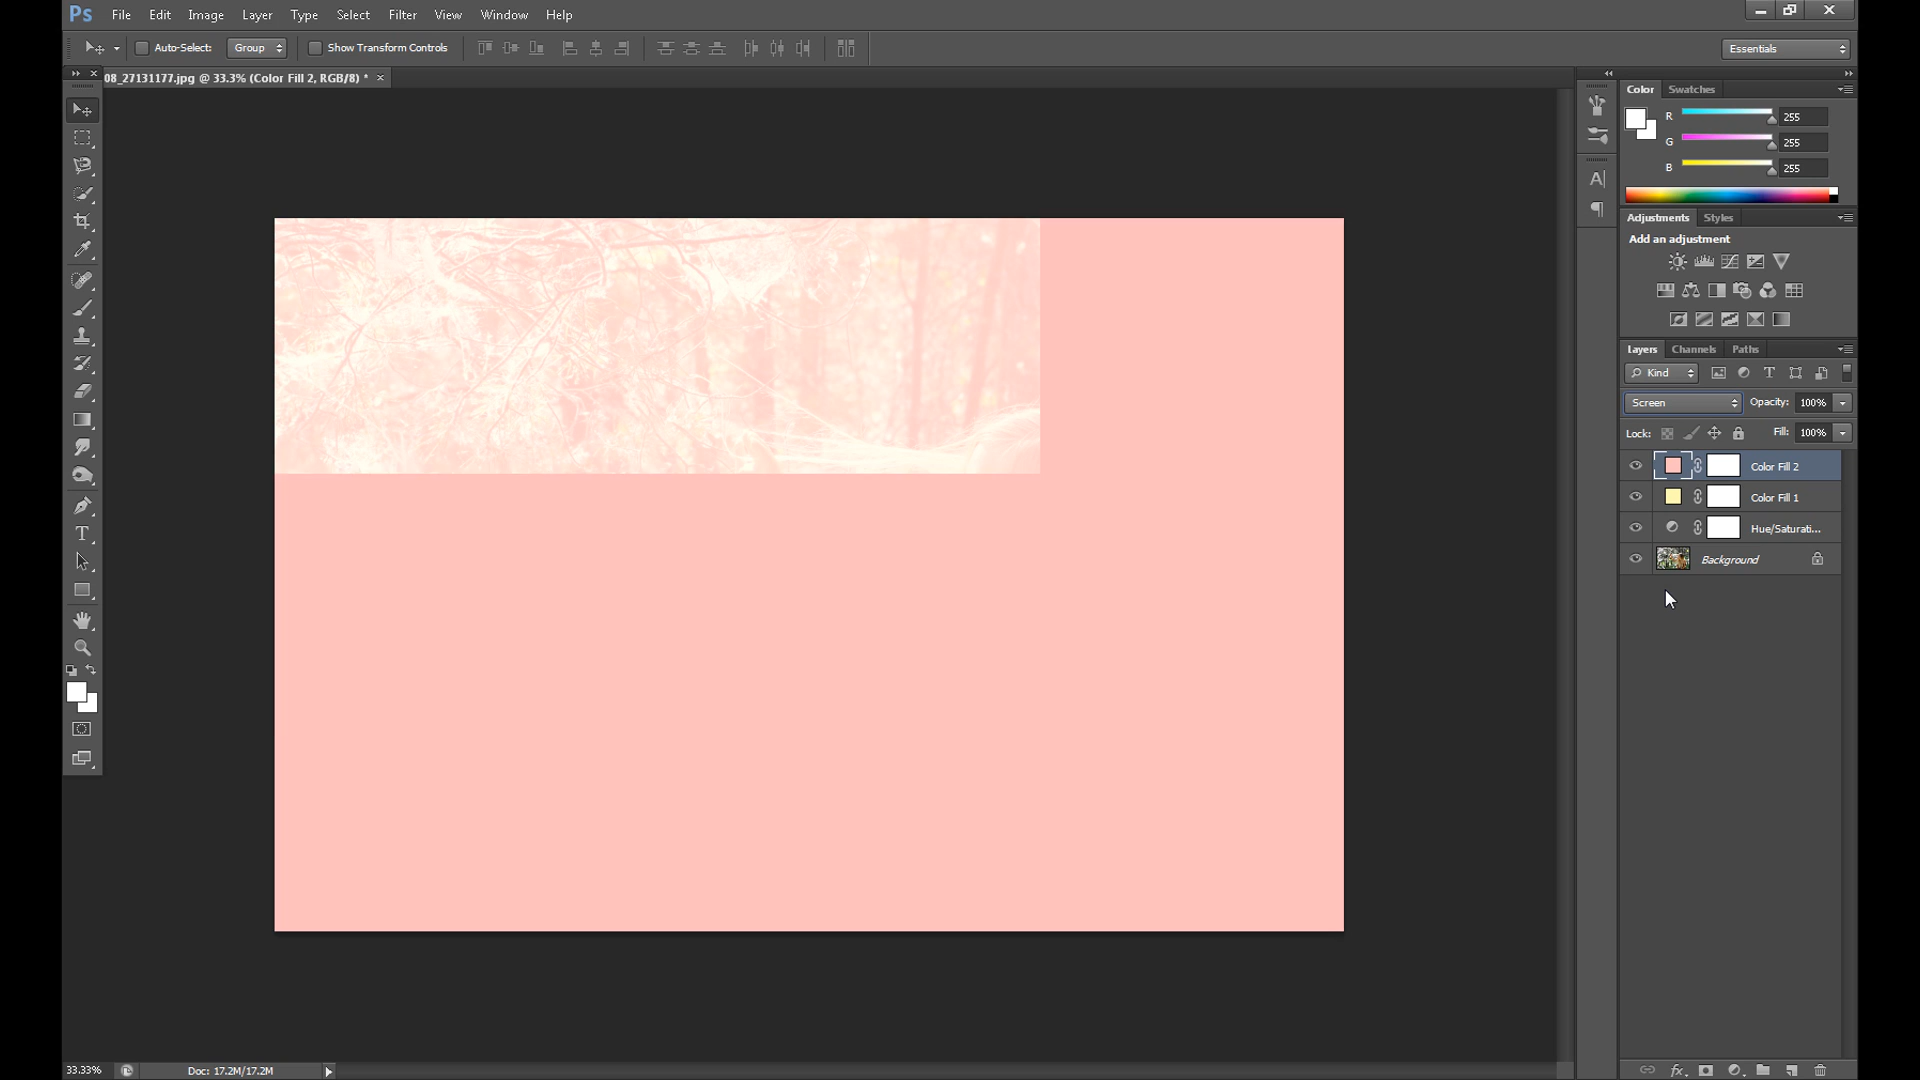 Ps File Edit Image Layer Type Select Filter View Window Help
Auto-Select: Group Show Transform Controls Essentials
08_27131177.jpg @ 33.3% (Color Fill 2, RGB/8) *
Color Swatches
R 255
G 255
B 255
Adjustments Styles
Add an adjustment
Layers Channels Paths
Kind
Screen Opacity: 100%
Lock: Fill: 100%
Color Fill 2
Color Fill 1
Hue/Saturati...
Background
33.33% Doc: 17.2M/17.2M